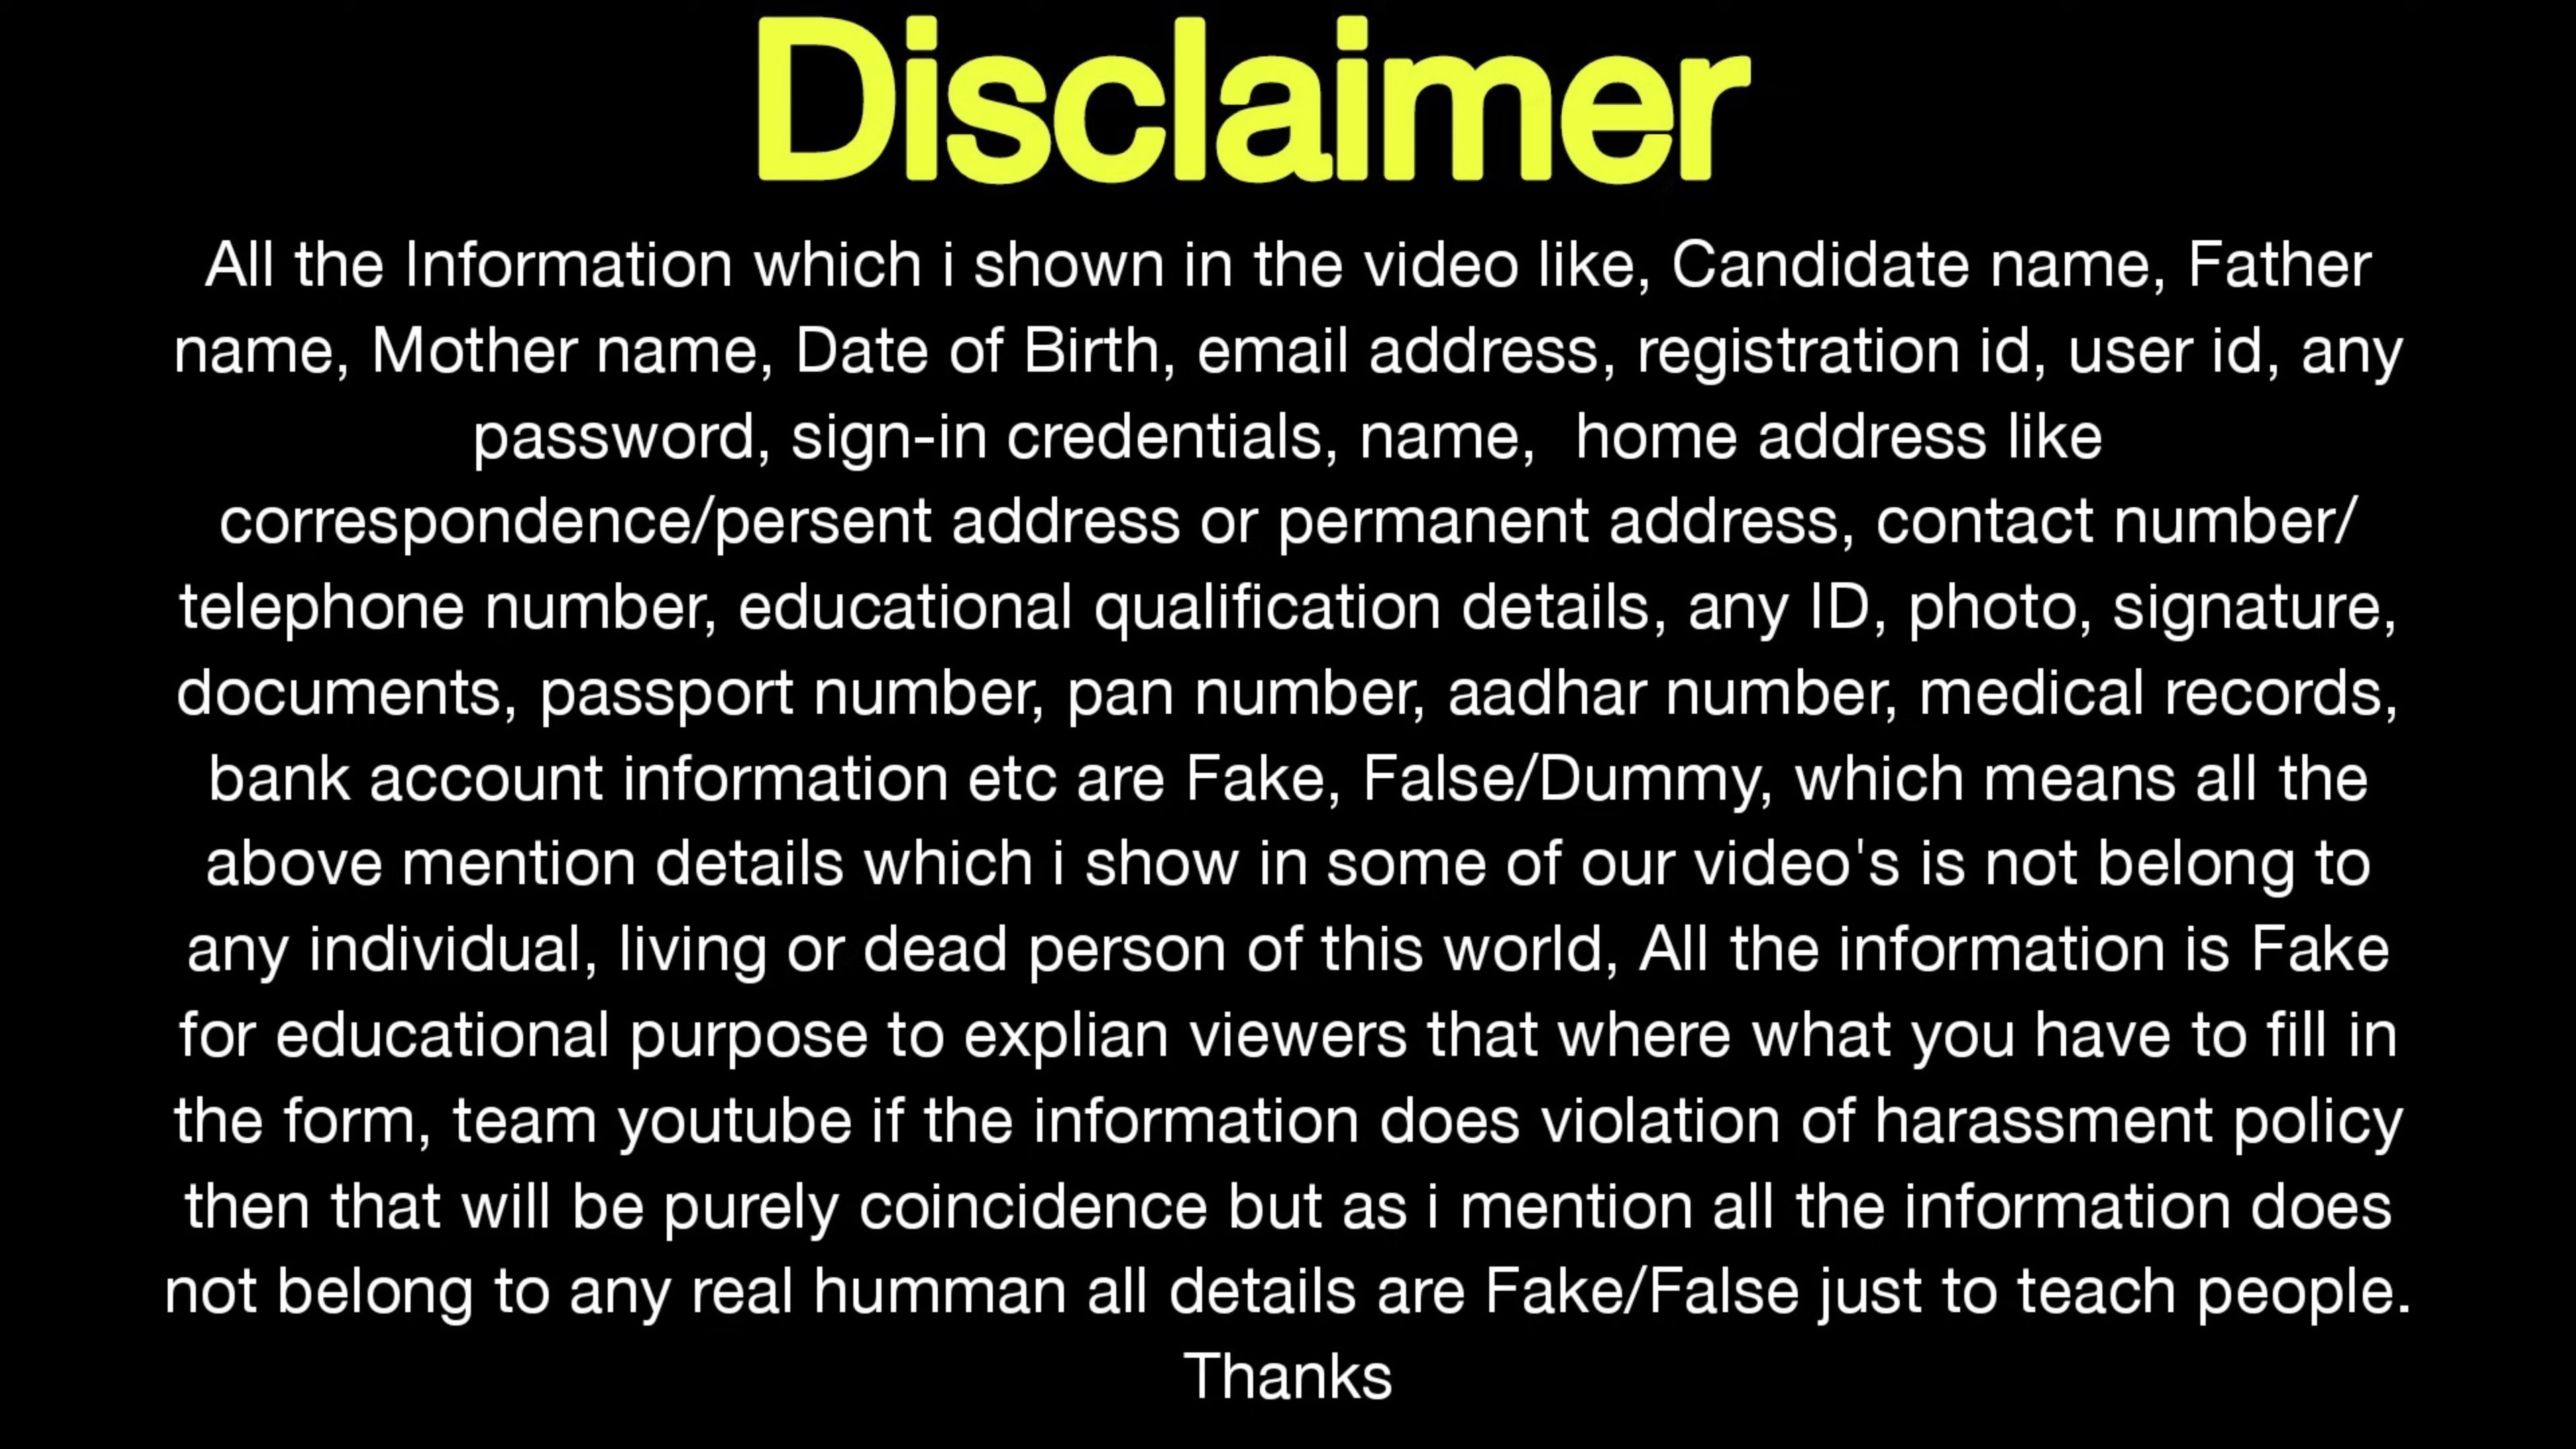 Disclaimer
All the Information which i shown in the video like, Candidate name, Father
name, Mother name, Date of Birth, email address, registration id, user id, any
password, sign-in credentials, name,  home address like
correspondence/persent address or permanent address, contact number/
telephone number, educational qualification details, any ID, photo, signature,
documents, passport number, pan number, aadhar number, medical records,
bank account information etc are Fake, False/Dummy, which means all the
above mention details which i show in some of our video's is not belong to
any individual, living or dead person of this world, All the information is Fake
for educational purpose to explian viewers that where what you have to fill in
the form, team youtube if the information does violation of harassment policy
then that will be purely coincidence but as i mention all the information does
not belong to any real humman all details are Fake/False just to teach people.
Thanks